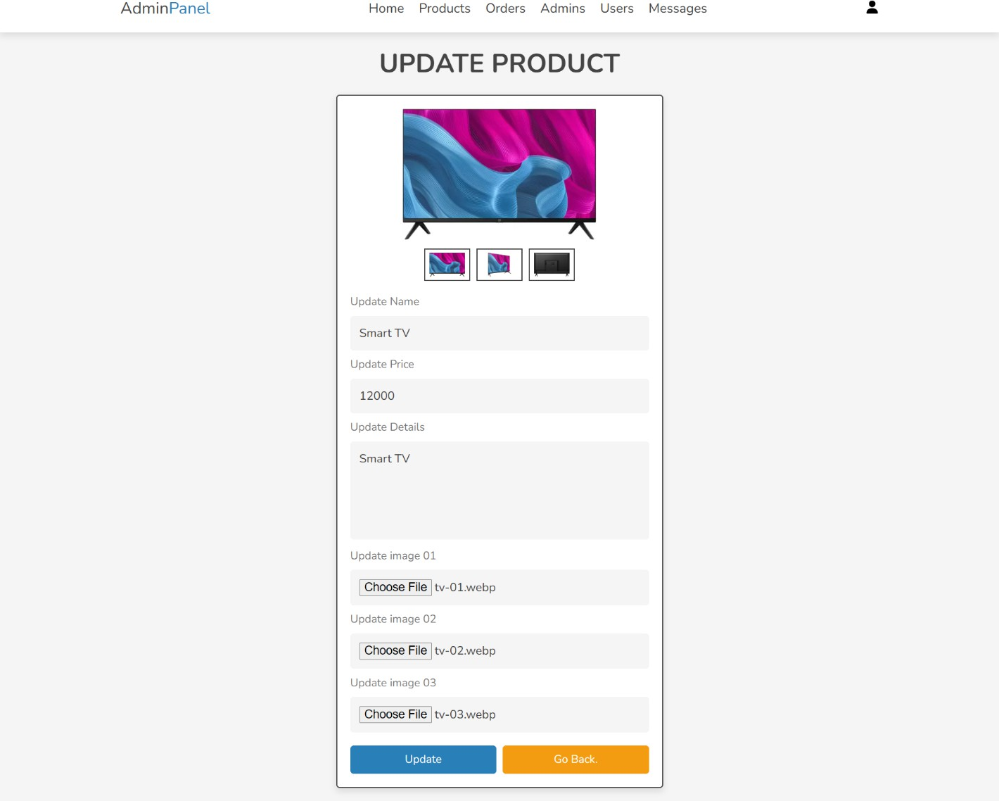 AdminPanel Home Products Orders Admins Users Messages
UPDATE PRODUCT
Update Name
Smart TV
Update Price
12000
Update Details
Smart TV
Update image 01
Choose File tv-01.webp
Update image 02
Choose File tv-02.webp
Update image 03
Choose File tv-03.webp
Update Go Back.